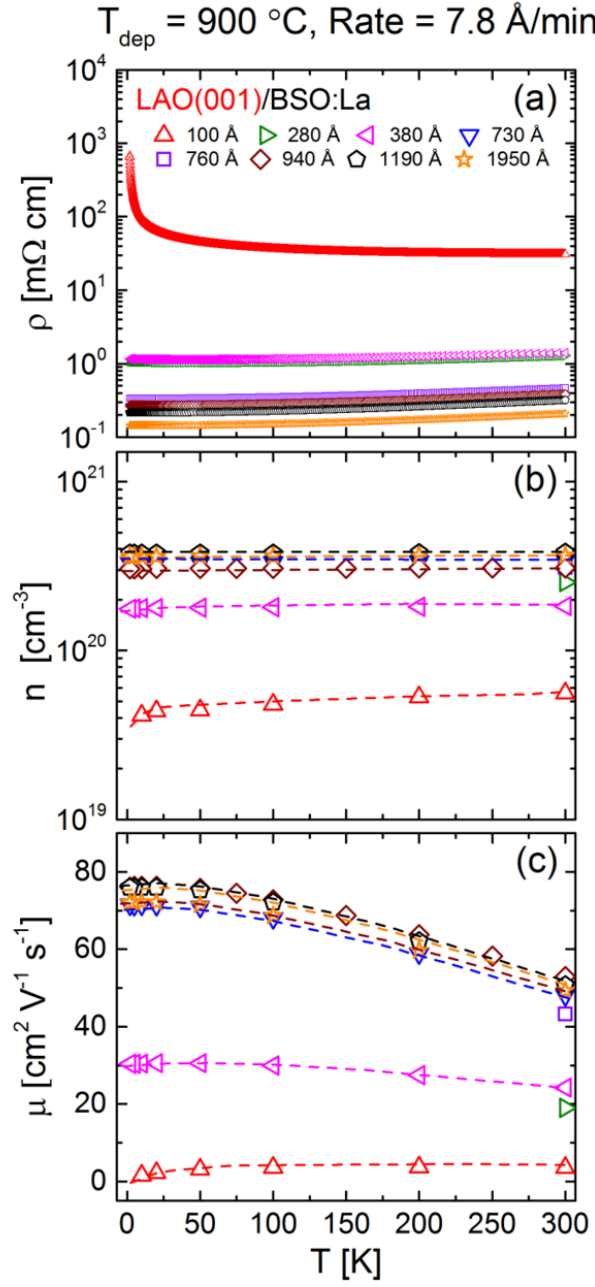 T_dep = 900 °C, Rate = 7.8 Å/min
10^4
LAO(001)/BSO:La (a)
100 Å 280 Å 380 Å 730 Å
760 Å 940 Å 1190 Å 1950 Å
10^3
10^2
10^1
10^0
10^-1
ρ [mΩ cm]
10^21
(b)
10^20
10^19
n [cm^-3]
80
(c)
60
40
20
0
μ [cm^2 V^-1 s^-1]
0 50 100 150 200 250 300
T [K]